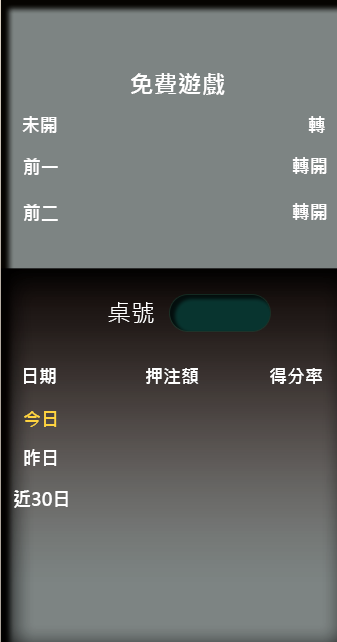 免費遊戲
未開 轉
前一 轉開
前二 轉開
桌號
日期 押注額 得分率
今日
昨日
近30日